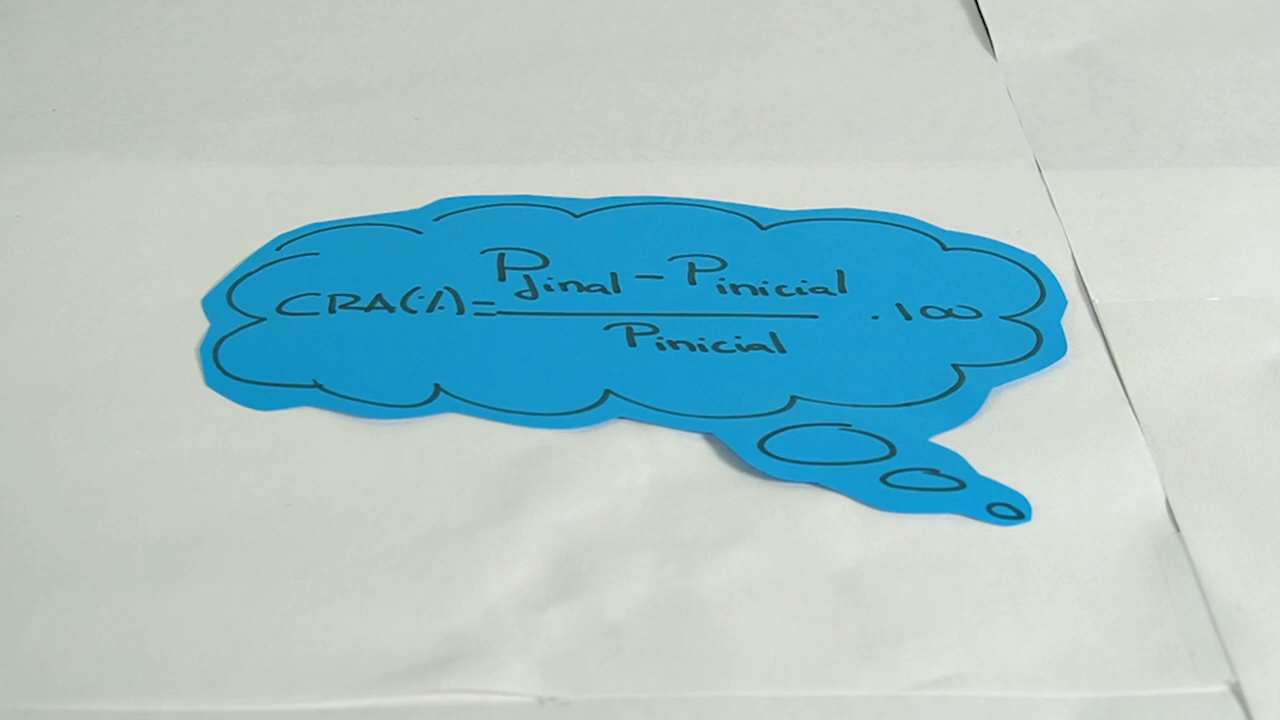 CRA(%) = Pfinal - Pinicial / Pinicial . 100